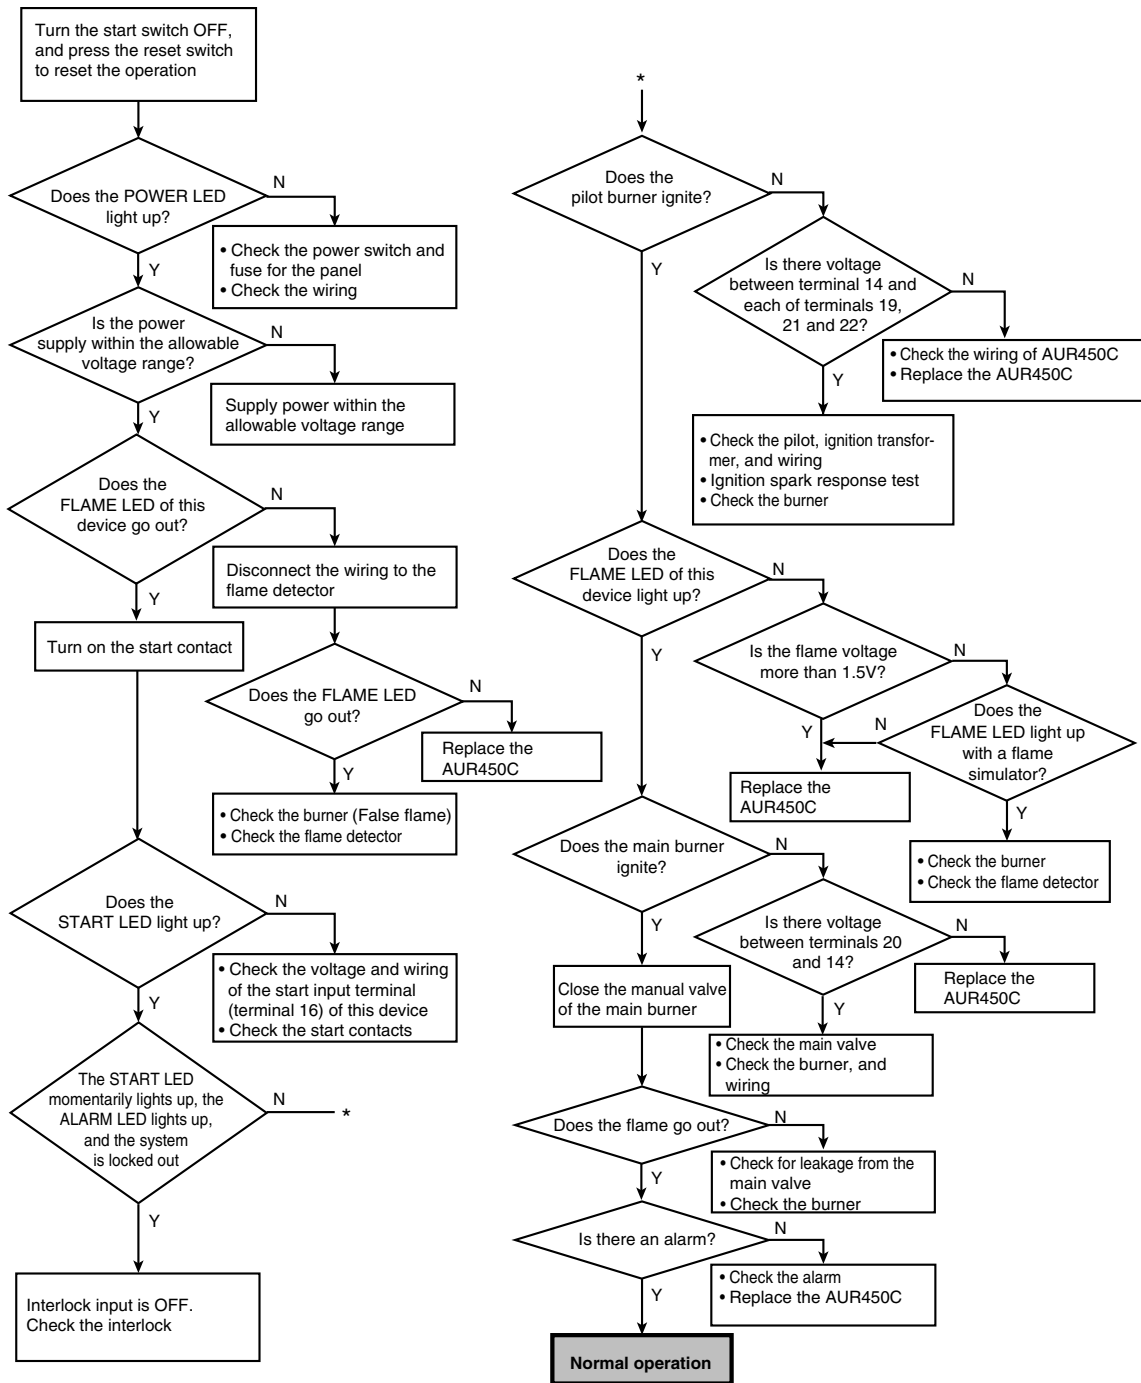 Turn the start switch OFF,
and press the reset switch
to reset the operation
Does the POWER LED
light up?
N
• Check the power switch and
fuse for the panel
• Check the wiring
Y
Is the power
supply within the allowable
voltage range?
N
Supply power within the
allowable voltage range
Y
Does the
FLAME LED of this
device go out?
N
Disconnect the wiring to the
flame detector
Y
Turn on the start contact
Does the FLAME LED
go out?
N
Replace the
AUR450C
Y
• Check the burner (False flame)
• Check the flame detector
Does the
START LED light up?
N
• Check the voltage and wiring
of the start input terminal
(terminal 16) of this device
• Check the start contacts
Y
The START LED
momentarily lights up, the
ALARM LED lights up,
and the system
is locked out
N
*
Y
Interlock input is OFF.
Check the interlock
*
Does the
pilot burner ignite?
N
Is there voltage
between terminal 14 and
each of terminals 19,
21 and 22?
N
• Check the wiring of AUR450C
• Replace the AUR450C
Y
• Check the pilot, ignition transfor-
mer, and wiring
• Ignition spark response test
• Check the burner
Y
Does the
FLAME LED of this
device light up?
N
Is the flame voltage
more than 1.5V?
N
Does the
FLAME LED light up
with a flame
simulator?
N
Y
Replace the
AUR450C
Y
• Check the burner
• Check the flame detector
Y
Does the main burner
ignite?
N
Is there voltage
between terminals 20
and 14?
N
Replace the
AUR450C
Y
• Check the main valve
• Check the burner, and
wiring
Y
Close the manual valve
of the main burner
Does the flame go out?
N
• Check for leakage from the
main valve
• Check the burner
Y
Is there an alarm?
N
• Check the alarm
• Replace the AUR450C
Y
Normal operation